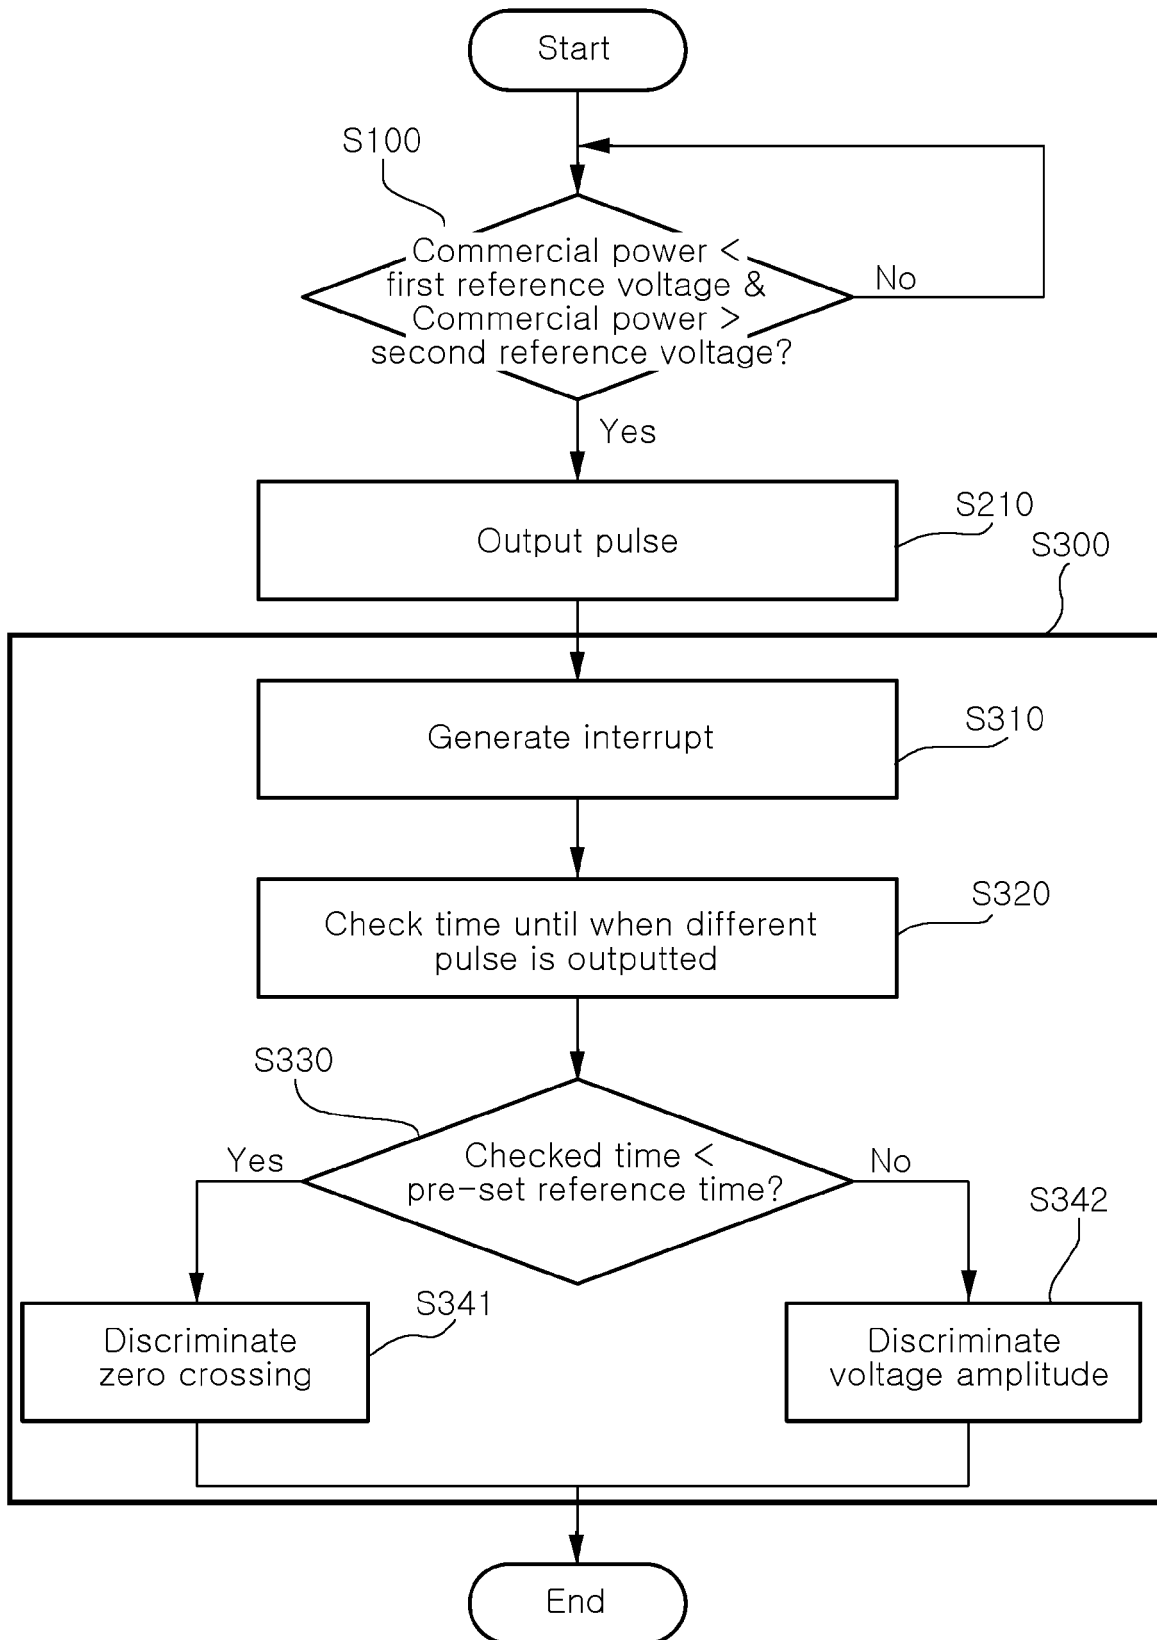 Start
S100
Commercial power <
first reference voltage &
Commercial power >
second reference voltage?
No
Yes
Output pulse
S210
S300
Generate interrupt
S310
Check time until when different
pulse is outputted
S320
S330
Checked time <
pre-set reference time?
Yes
No
S342
S341
Discriminate
zero crossing
Discriminate
voltage amplitude
End